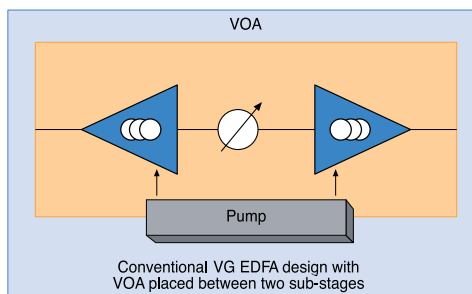 VOA
Pump
Conventional VG EDFA design with
VOA placed between two sub-stages